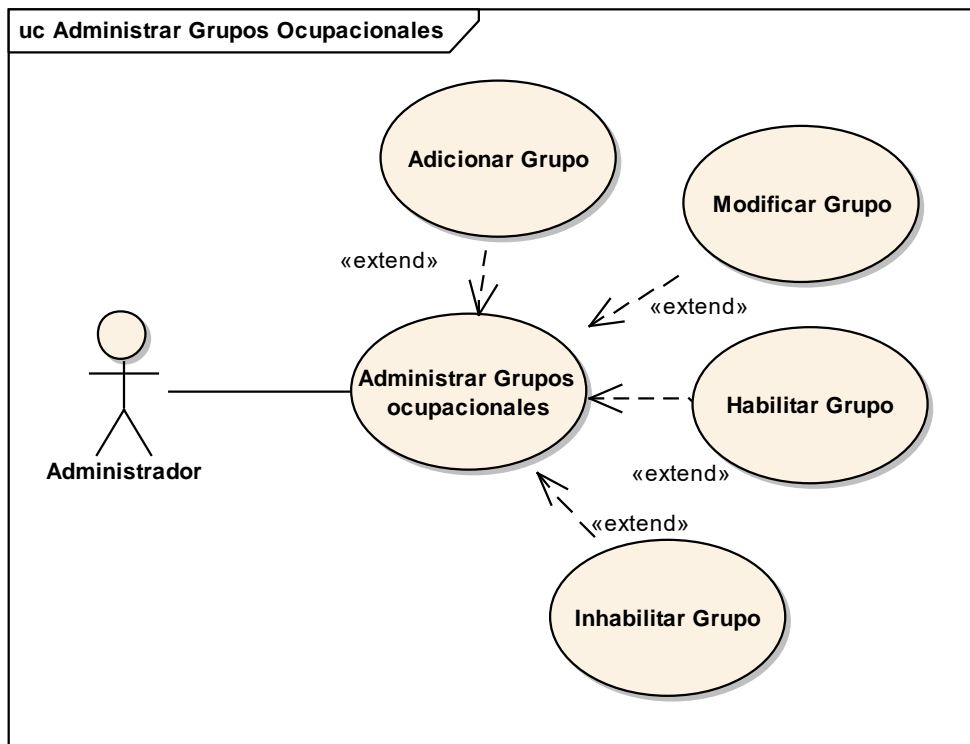 uc Administrar Grupos Ocupacionales
Adicionar Grupo
Modificar Grupo
«extend»
«extend»
Administrar Grupos
ocupacionales
Habilitar Grupo
Administrador
«extend»
«extend»
Inhabilitar Grupo